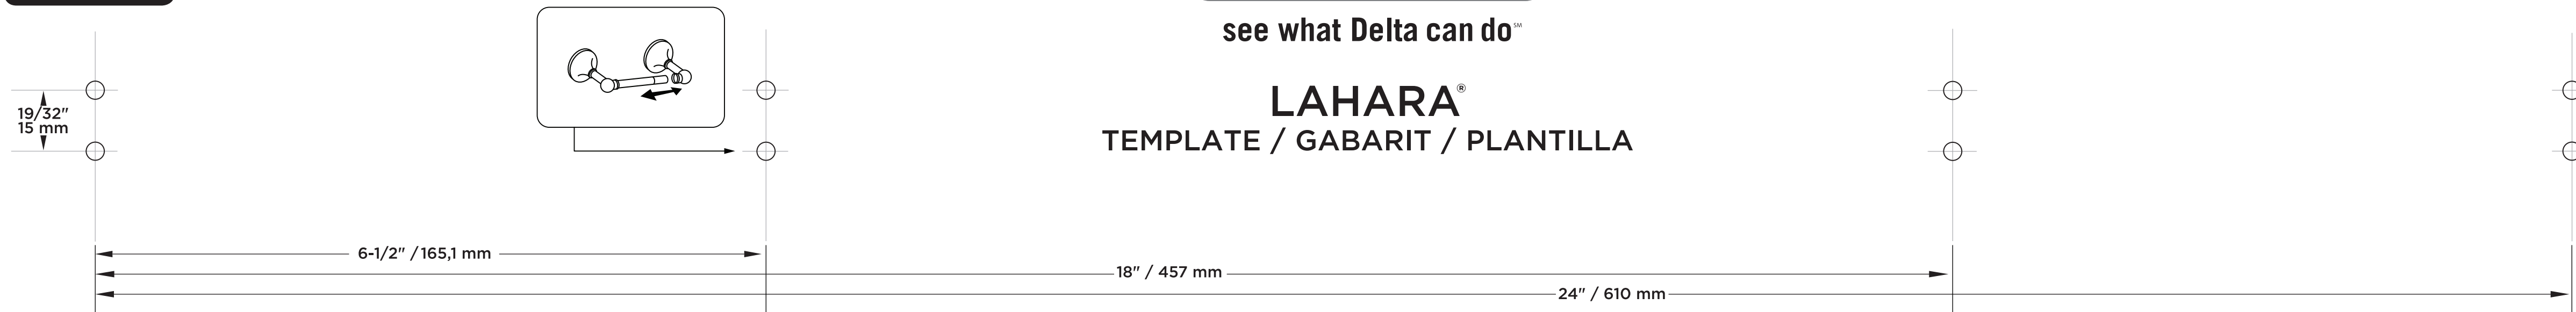 see what Delta can do℠
LAHARA®
TEMPLATE / GABARIT / PLANTILLA
19/32"
15 mm
6-1/2" / 165,1 mm
18" / 457 mm
24" / 610 mm